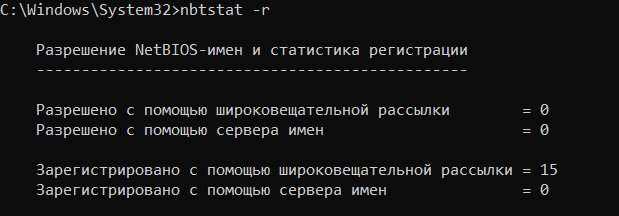 C:\Windows\System32>nbtstat -r
Разрешение NetBIOS-имен и статистика регистрации
------------------------------------------------
Разрешено с помощью широковещательной рассылки = 0
Разрешено с помощью сервера имен = 0
Зарегистрировано с помощью широковещательной рассылки = 15
Зарегистрировано с помощью сервера имен = 0